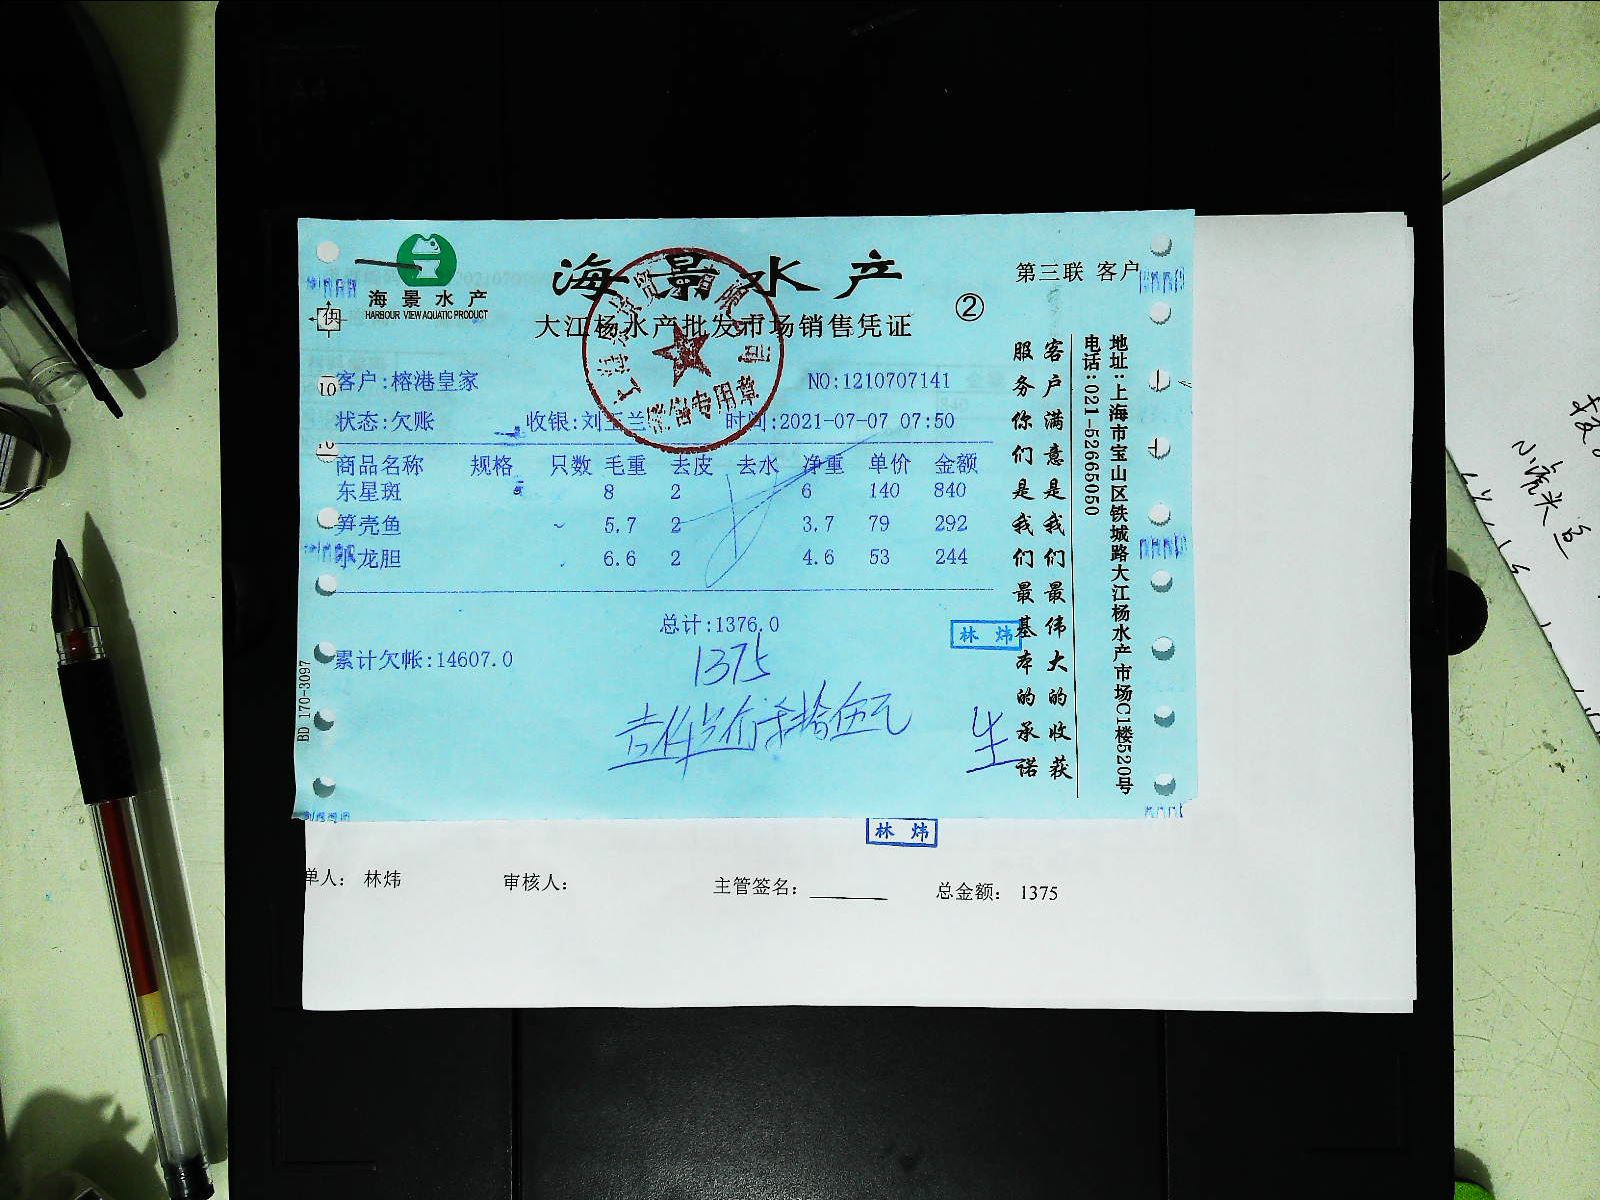 海景水产
HARBOUR VIEW AQUATIC PRODUCT
海景水产
大江杨水产批发市场销售凭证
②
第三联 客户
供
10
客户:榕港皇家
NO:1210707141
状态:欠账 收银:刘玉兰 时间:2021-07-07 07:50
商品名称 规格 只数 毛重 去皮 去水 净重 单价 金额
东星斑 8 2 6 140 840
笋壳鱼 5.7 2 3.7 79 292
小龙胆 6.6 2 4.6 53 244
总计:1376.0
累计欠帐:14607.0
1375
林炜
销售专用章
客户满意是我们最伟大的收获
服务你们是我们最基本的承诺
地址:上海市宝山区铁城路大江杨水产市场C1楼520号
电话:021-52665050
BD 170-3097
林炜
单人: 林炜 审核人: 主管签名: 总金额: 1375